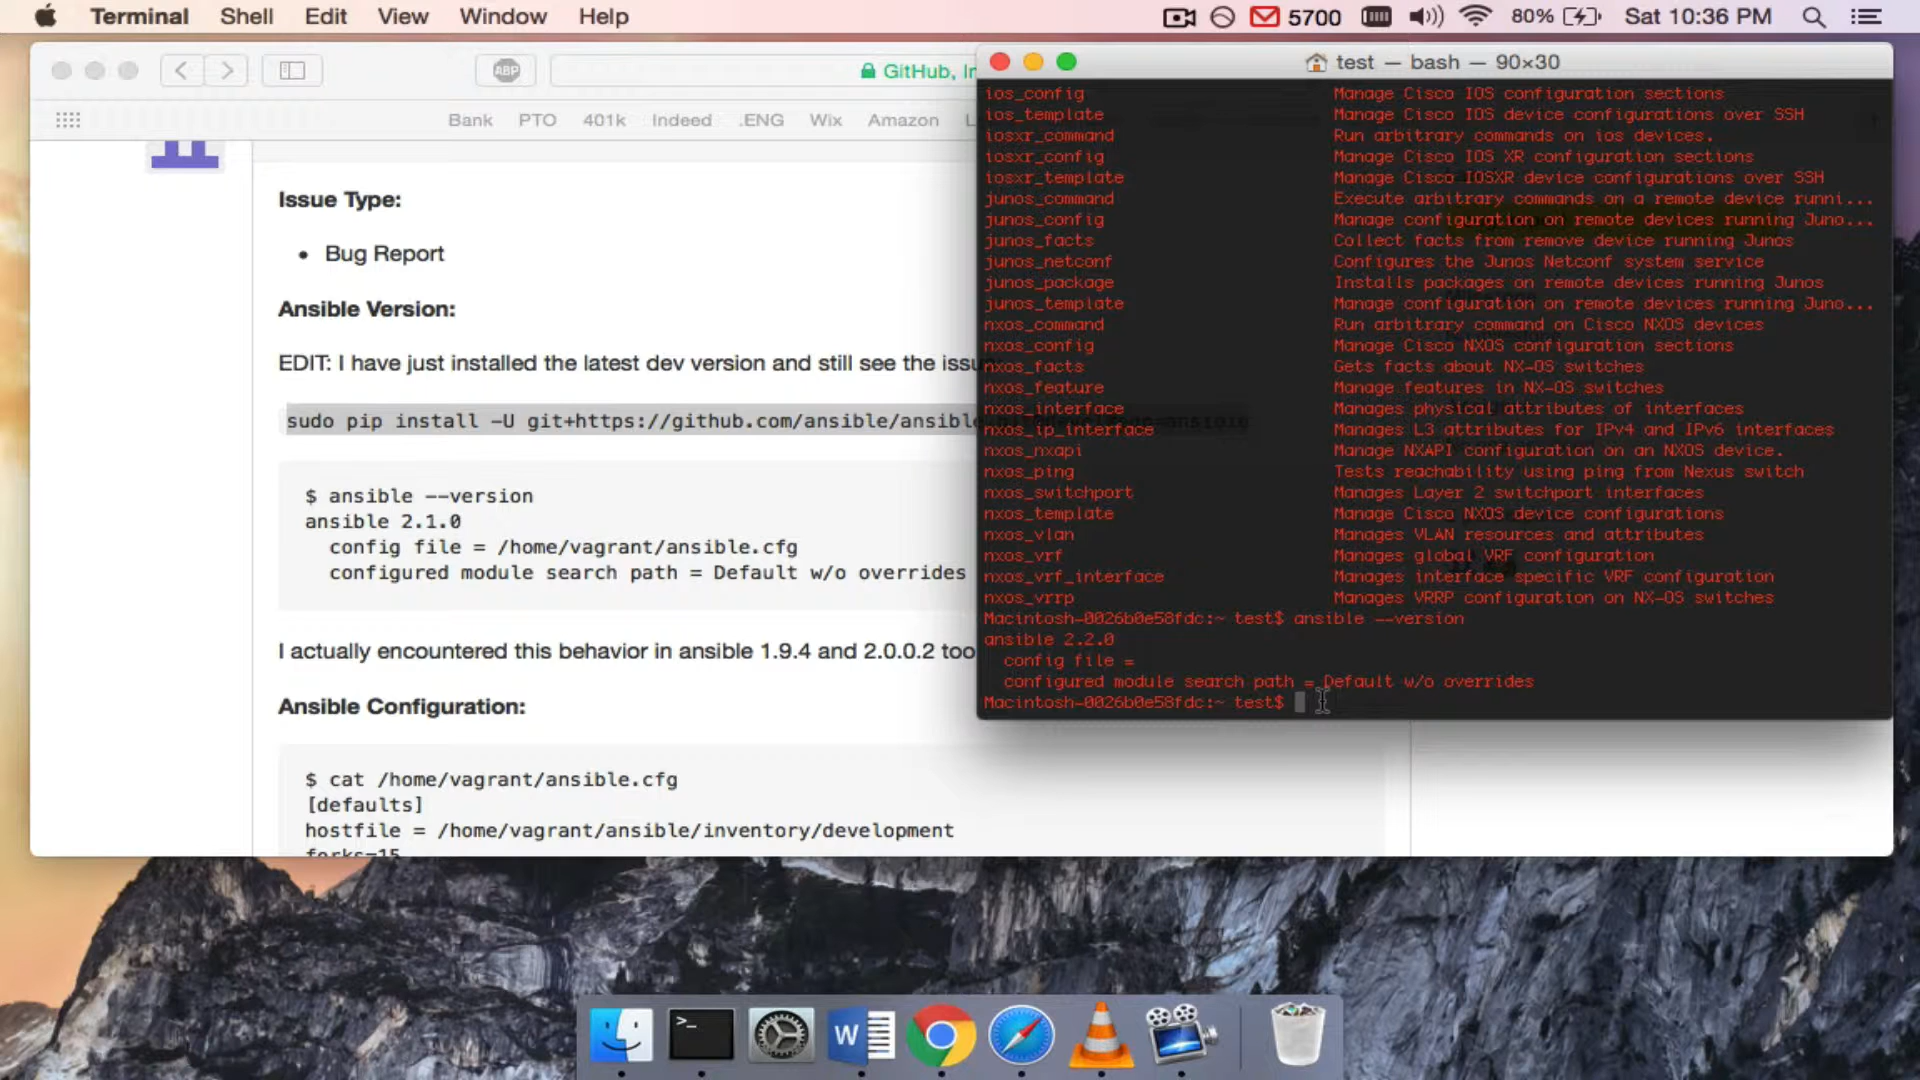 Terminal Shell Edit View Window Help 5700 80% Sat 10:36 PM
ABP GitHub, In
Bank PTO 401k Indeed .ENG Wix Amazon
Issue Type:
Bug Report
Ansible Version:
EDIT: I have just installed the latest dev version and still see the issu
sudo pip install -U git+https://github.com/ansible/ansible
$ ansible --version
ansible 2.1.0
config file = /home/vagrant/ansible.cfg
configured module search path = Default w/o overrides
I actually encountered this behavior in ansible 1.9.4 and 2.0.0.2 too
Ansible Configuration:
$ cat /home/vagrant/ansible.cfg
[defaults]
hostfile = /home/vagrant/ansible/inventory/development
forks=15
test — bash — 90×30
ios_config Manage Cisco IOS configuration sections
ios_template Manage Cisco IOS device configurations over SSH
iosxr_command Run arbitrary commands on ios devices.
iosxr_config Manage Cisco IOS XR configuration sections
iosxr_template Manage Cisco IOSXR device configurations over SSH
junos_command Execute arbitrary commands on a remote device runni...
junos_config Manage configuration on remote devices running Juno...
junos_facts Collect facts from remove device running Junos
junos_netconf Configures the Junos Netconf system service
junos_package Installs packages on remote devices running Junos
junos_template Manage configuration on remote devices running Juno...
nxos_command Run arbitrary command on Cisco NXOS devices
nxos_config Manage Cisco NXOS configuration sections
nxos_facts Gets facts about NX-OS switches
nxos_feature Manage features in NX-OS switches
nxos_interface Manages physical attributes of interfaces
nxos_ip_interface Manages L3 attributes for IPv4 and IPv6 interfaces
nxos_nxapi Manage NXAPI configuration on an NXOS device.
nxos_ping Tests reachability using ping from Nexus switch
nxos_switchport Manages Layer 2 switchport interfaces
nxos_template Manage Cisco NXOS device configurations
nxos_vlan Manages VLAN resources and attributes
nxos_vrf Manages global VRF configuration
nxos_vrf_interface Manages interface specific VRF configuration
nxos_vrrp Manages VRRP configuration on NX-OS switches
Macintosh-0026b0e58fdc:~ test$ ansible --version
ansible 2.2.0
config file =
configured module search path = Default w/o overrides
Macintosh-0026b0e58fdc:~ test$